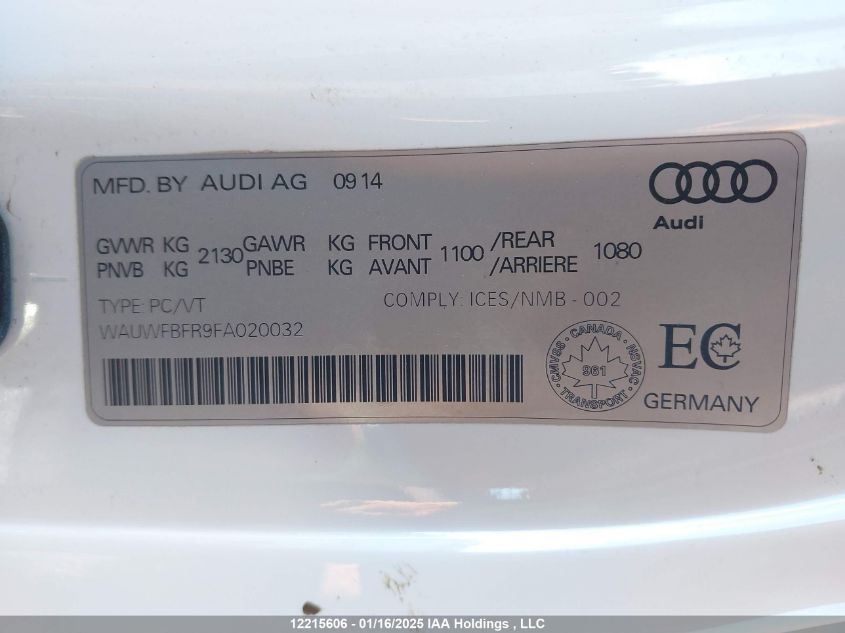 MFD. BY AUDI AG 09 14
Audi
GVWR KG 2130 GAWR KG FRONT 1100 /REAR 1080
PNVB KG PNBE KG AVANT /ARRIERE
TYPE: PC/VT COMPLY: ICES/NMB - 002
WAUWFBFR9FA020032
CANADA
CMVSS 961 NSVAC
TRANSPORT
EC
GERMANY
12215606 - 01/16/2025 IAA Holdings , LLC